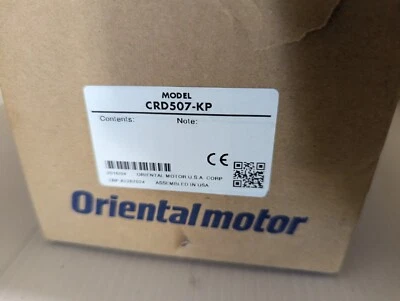 MODEL
CRD507-KP
Contents: Note:
CE
ORIENTAL MOTOR U.S.A. CORP.
ASSEMBLED IN USA
Orientalmotor